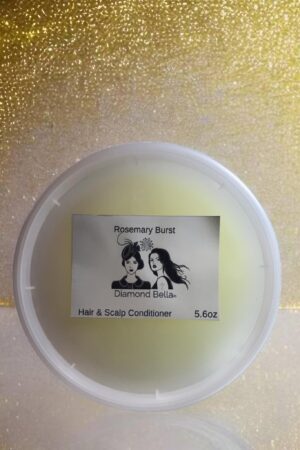 Rosemary Burst
Diamond Bella®
Hair & Scalp Conditioner 5.6oz